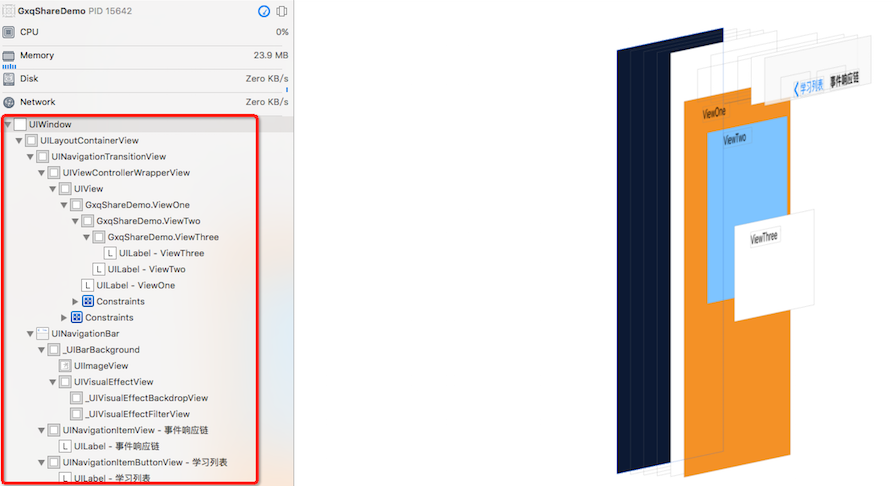 GxqShareDemo PID 15642
CPU 0%
Memory 23.9 MB
Disk Zero KB/s
Network Zero KB/s
UIWindow
UILayoutContainerView
UINavigationTransitionView
UIViewControllerWrapperView
UIView
GxqShareDemo.ViewOne
GxqShareDemo.ViewTwo
GxqShareDemo.ViewThree
L UILabel - ViewThree
L UILabel - ViewTwo
L UILabel - ViewOne
Constraints
Constraints
UINavigationBar
_UIBarBackground
UIImageView
UIVisualEffectView
_UIVisualEffectBackdropView
_UIVisualEffectFilterView
UINavigationItemView - 事件响应链
L UILabel - 事件响应链
UINavigationItemButtonView - 学习列表
L UILabel - 学习列表
学习列表 事件响应链
ViewOne
ViewTwo
ViewThree